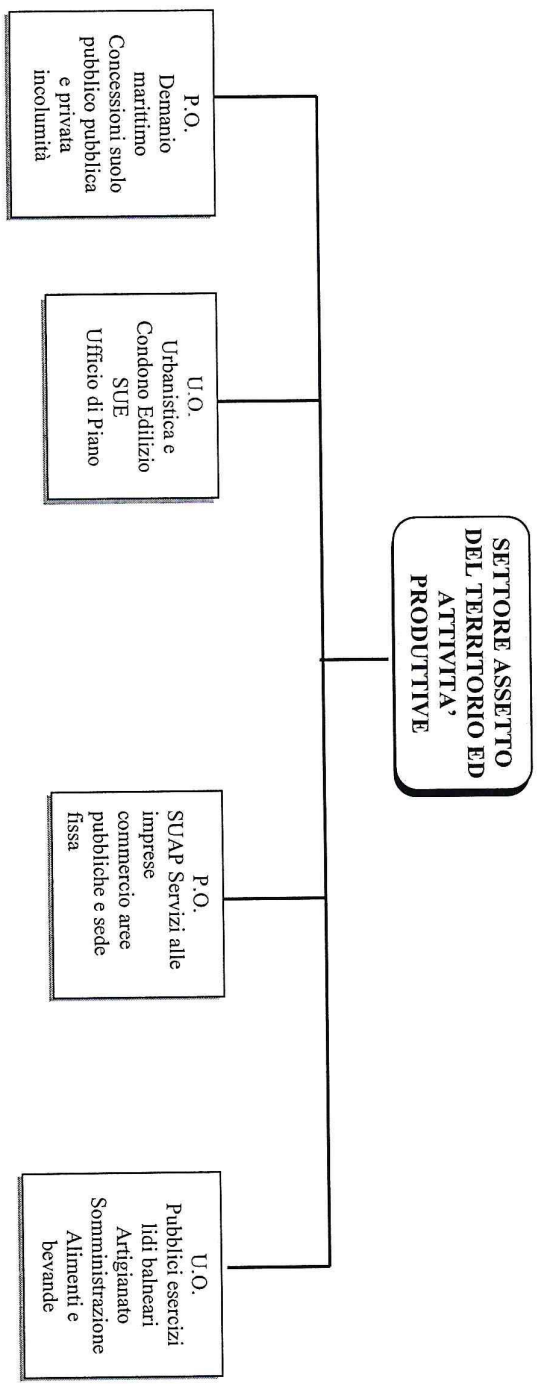 SETTORE ASSETTO
DEL TERRITORIO ED
ATTIVITA’
PRODUTTIVE
P.O.
Demanio
marittimo
Concessioni suolo
pubblico pubblica
e privata
incolumità
U.O.
Urbanistica e
Condono Edilizio
SUE
Ufficio di Piano
P.O.
SUAP Servizi alle
imprese
commercio aree
pubbliche e sede
fissa
U.O.
Pubblici esercizi
lidi balneari
Artigianato
Somministrazione
Alimenti e
bevande